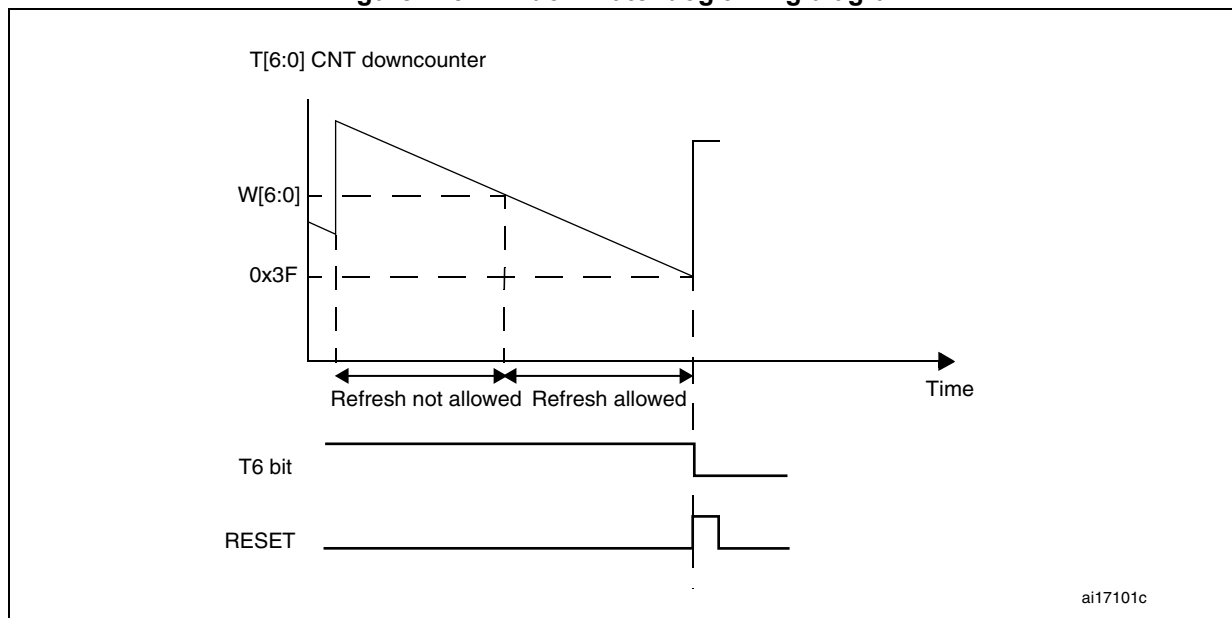 T[6:0] CNT downcounter
W[6:0]
0x3F
Time
Refresh not allowed Refresh allowed
T6 bit
RESET
ai17101c